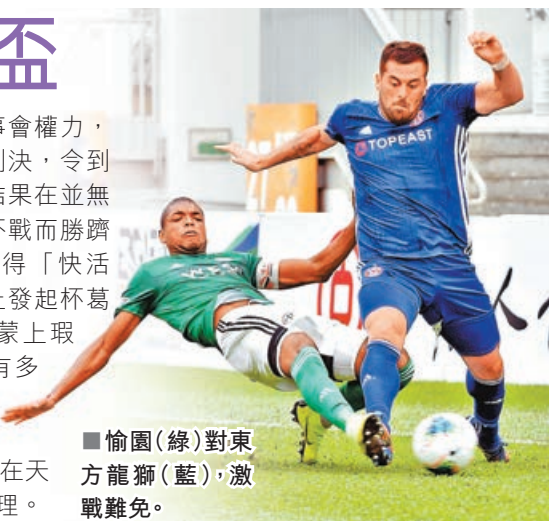 盃
事會權力，
判決，令到
結果在並無
不戰而勝躋
得「快活
發起杯葛
蒙上瑕
有多
在天
理。
■愉園(綠)對東
方龍獅(藍)，激
戰難免。
TOPEAST